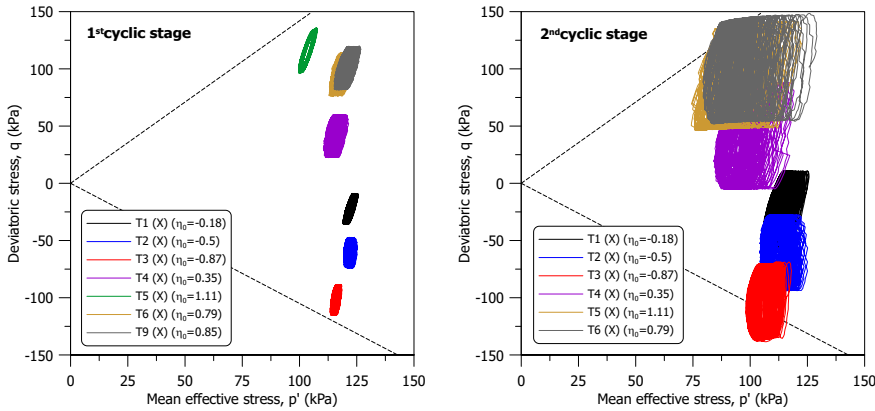 1stcyclic stage
Deviatoric stress, q (kPa)
150
100
50
0
-50
-100
-150
T1 (X) (η0=-0.18)
T2 (X) (η0=-0.5)
T3 (X) (η0=-0.87)
T4 (X) (η0=0.35)
T5 (X) (η0=1.11)
T6 (X) (η0=0.79)
T9 (X) (η0=0.85)
0 25 50 75 100 125 150
Mean effective stress, p' (kPa)
2ndcyclic stage
Deviatoric stress, q (kPa)
150
100
50
0
-50
-100
-150
T1 (X) (η0=-0.18)
T2 (X) (η0=-0.5)
T3 (X) (η0=-0.87)
T4 (X) (η0=0.35)
T5 (X) (η0=1.11)
T6 (X) (η0=0.79)
0 25 50 75 100 125 150
Mean effective stress, p' (kPa)